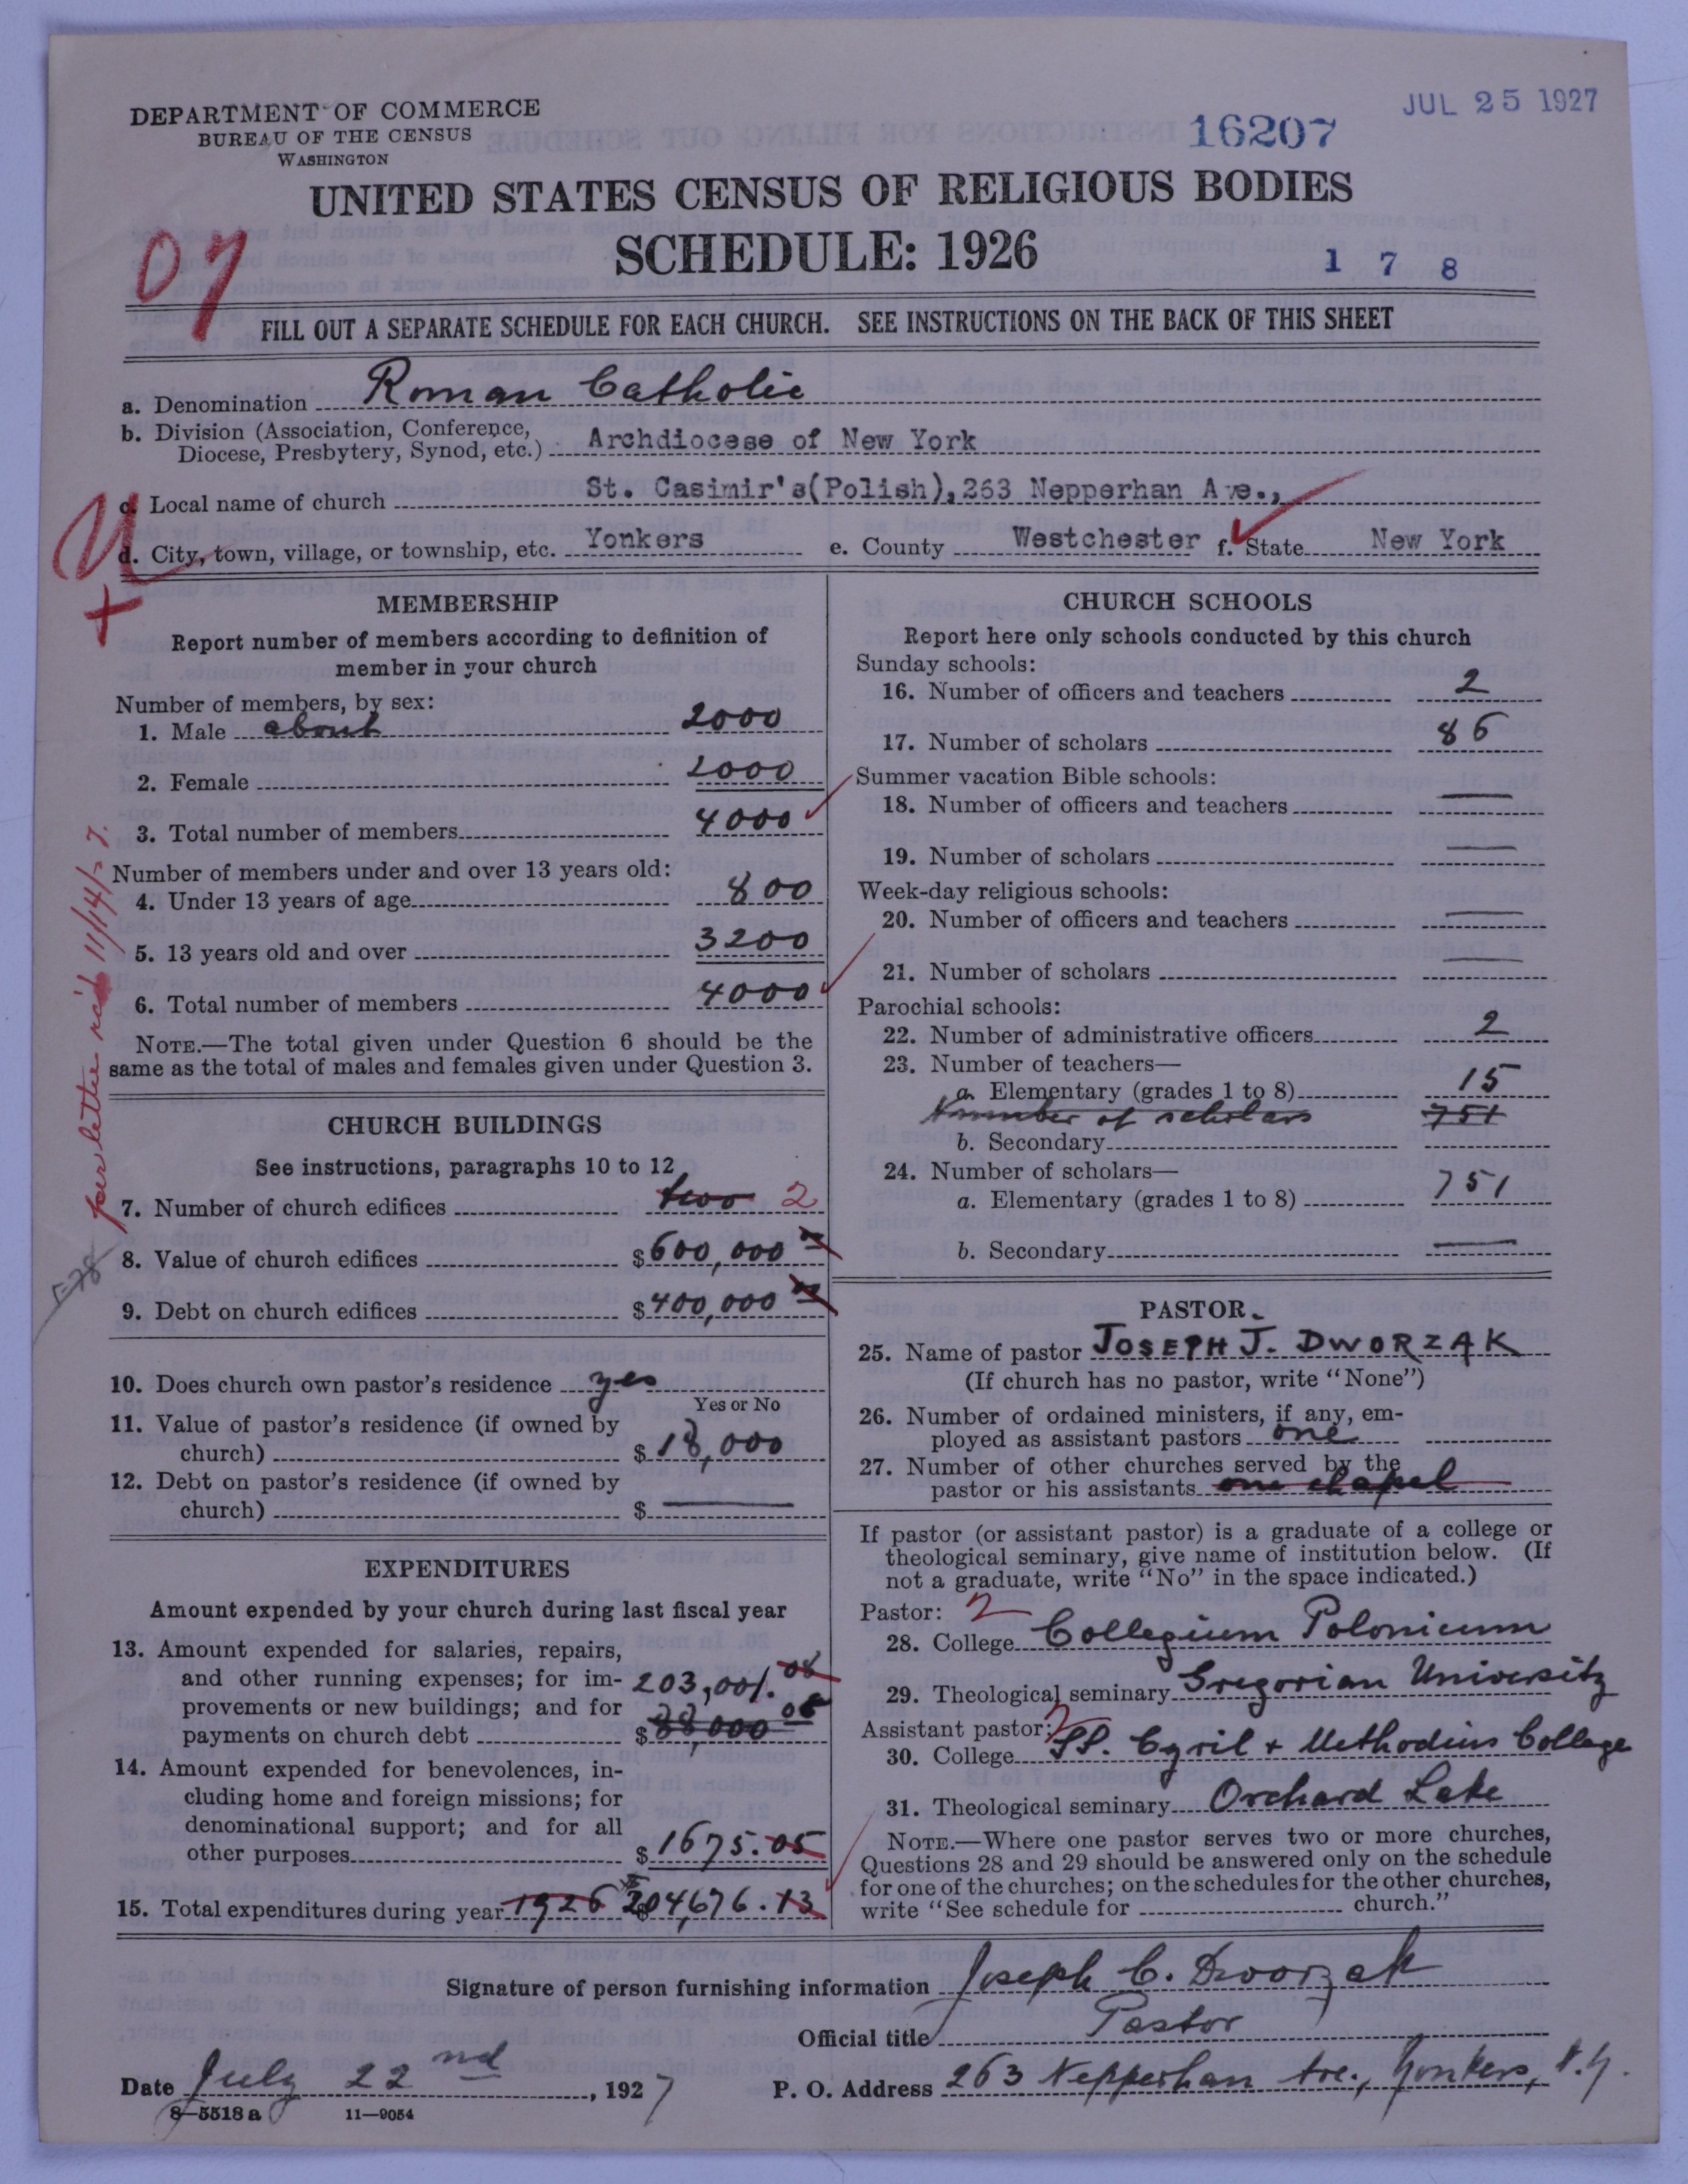 DEPARTMENT OF COMMERCE
BUREAU OF THE CENSUS
WASHINGTON
16207
JUL 25 1927
UNITED STATES CENSUS OF RELIGIOUS BODIES
SCHEDULE: 1926
1 7 8
07
FILL OUT A SEPARATE SCHEDULE FOR EACH CHURCH. SEE INSTRUCTIONS ON THE BACK OF THIS SHEET
a. Denomination Roman Catholic
b. Division (Association, Conference,
Diocese, Presbytery, Synod, etc.) Archdiocese of New York
c. Local name of church St. Casimir's(Polish),263 Nepperhan Ave.,
d. City, town, village, or township, etc. Yonkers e. County Westchester f. State New York
MEMBERSHIP
Report number of members according to definition of
member in your church
Number of members, by sex:
1. Male about 2000
2. Female 2000
3. Total number of members 4000
Number of members under and over 13 years old:
4. Under 13 years of age 800
5. 13 years old and over 3200
6. Total number of members 4000
NOTE.—The total given under Question 6 should be the
same as the total of males and females given under Question 3.
CHURCH BUILDINGS
See instructions, paragraphs 10 to 12
7. Number of church edifices two 2
8. Value of church edifices $600,000
9. Debt on church edifices $400,000
10. Does church own pastor's residence yes
Yes or No
11. Value of pastor's residence (if owned by
church) $18,000
12. Debt on pastor's residence (if owned by
church) $ —
EXPENDITURES
Amount expended by your church during last fiscal year
13. Amount expended for salaries, repairs,
and other running expenses; for im- 203,001.08
provements or new buildings; and for
payments on church debt $ 88,000 08
14. Amount expended for benevolences, in-
cluding home and foreign missions; for
denominational support; and for all
other purposes $1675.05
15. Total expenditures during year 1926 $204,676.13
CHURCH SCHOOLS
Report here only schools conducted by this church
Sunday schools:
16. Number of officers and teachers 2
17. Number of scholars 86
Summer vacation Bible schools:
18. Number of officers and teachers —
19. Number of scholars —
Week-day religious schools:
20. Number of officers and teachers —
21. Number of scholars —
Parochial schools:
22. Number of administrative officers 2
23. Number of teachers—
a. Elementary (grades 1 to 8) 15
Number of scholars 751
b. Secondary
24. Number of scholars—
a. Elementary (grades 1 to 8) 751
b. Secondary —
PASTOR
25. Name of pastor JOSEPH J. DWORZAK
(If church has no pastor, write "None")
26. Number of ordained ministers, if any, em-
ployed as assistant pastors one
27. Number of other churches served by the
pastor or his assistants one chapel
If pastor (or assistant pastor) is a graduate of a college or
theological seminary, give name of institution below. (If
not a graduate, write "No" in the space indicated.)
Pastor: 2
28. College Collegium Polonicum
29. Theological seminary Gregorian University
Assistant pastor: 2
30. College SS. Cyril + Methodius College
31. Theological seminary Orchard Lake
NOTE.—Where one pastor serves two or more churches,
Questions 28 and 29 should be answered only on the schedule
for one of the churches; on the schedules for the other churches,
write "See schedule for church."
Signature of person furnishing information Joseph C. Dworzak
Official title Pastor
Date July 22nd, 1927
P. O. Address 263 Nepperhan Ave., Yonkers, N.Y.
8—5518 a 11—9054
per letter rec'd 11/14/27.